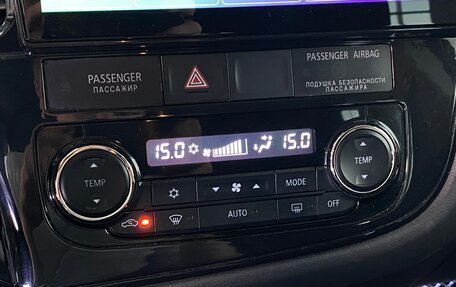 PASSENGER
ПАССАЖИР
PASSENGER AIRBAG
ПОДУШКА БЕЗОПАСНОСТИ
ПАССАЖИРА
15.0 15.0
TEMP
TEMP
MODE
AUTO
OFF